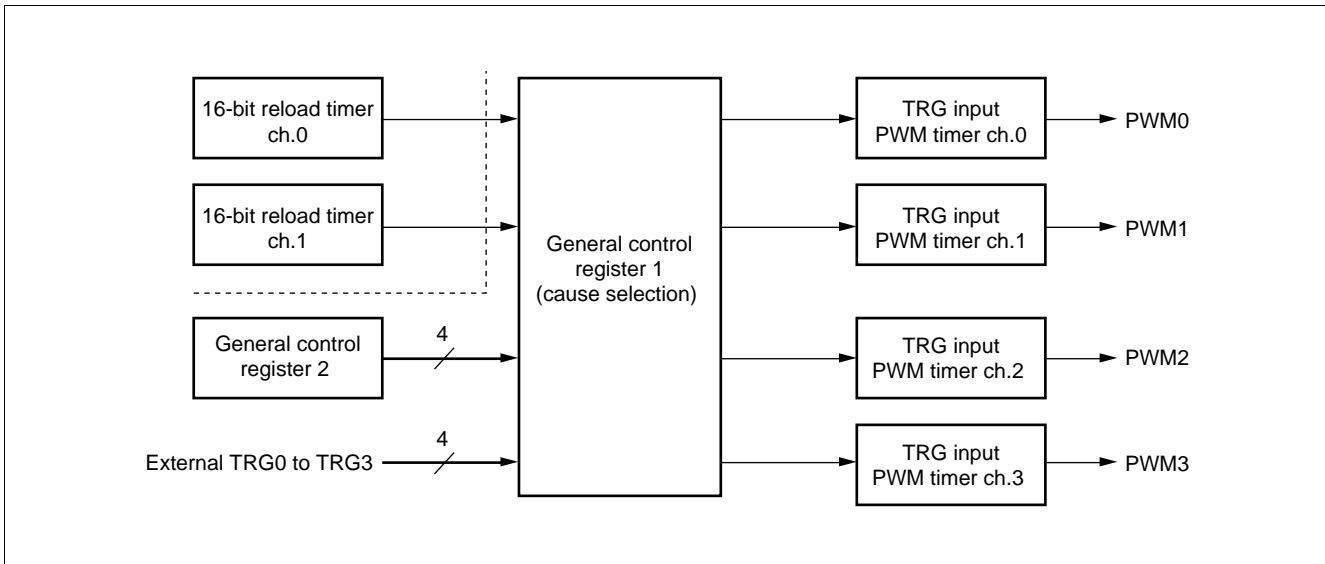 16-bit reload timer
ch.0
16-bit reload timer
ch.1
General control
register 2
4
External TRG0 to TRG3
4
General control
register 1
(cause selection)
TRG input
PWM timer ch.0
PWM0
TRG input
PWM timer ch.1
PWM1
TRG input
PWM timer ch.2
PWM2
TRG input
PWM timer ch.3
PWM3